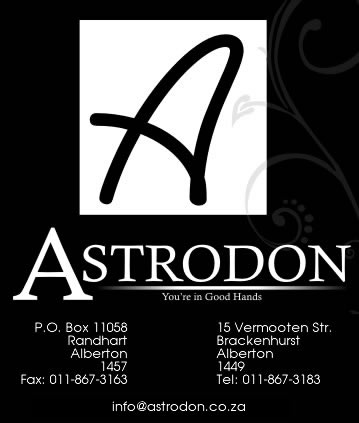 A
ASTRODON
You're in Good Hands
P.O. Box 11058
Randhart
Alberton
1457
Fax: 011-867-3163
15 Vermooten Str.
Brackenhurst
Alberton
1449
Tel: 011-867-3183
info@astrodon.co.za